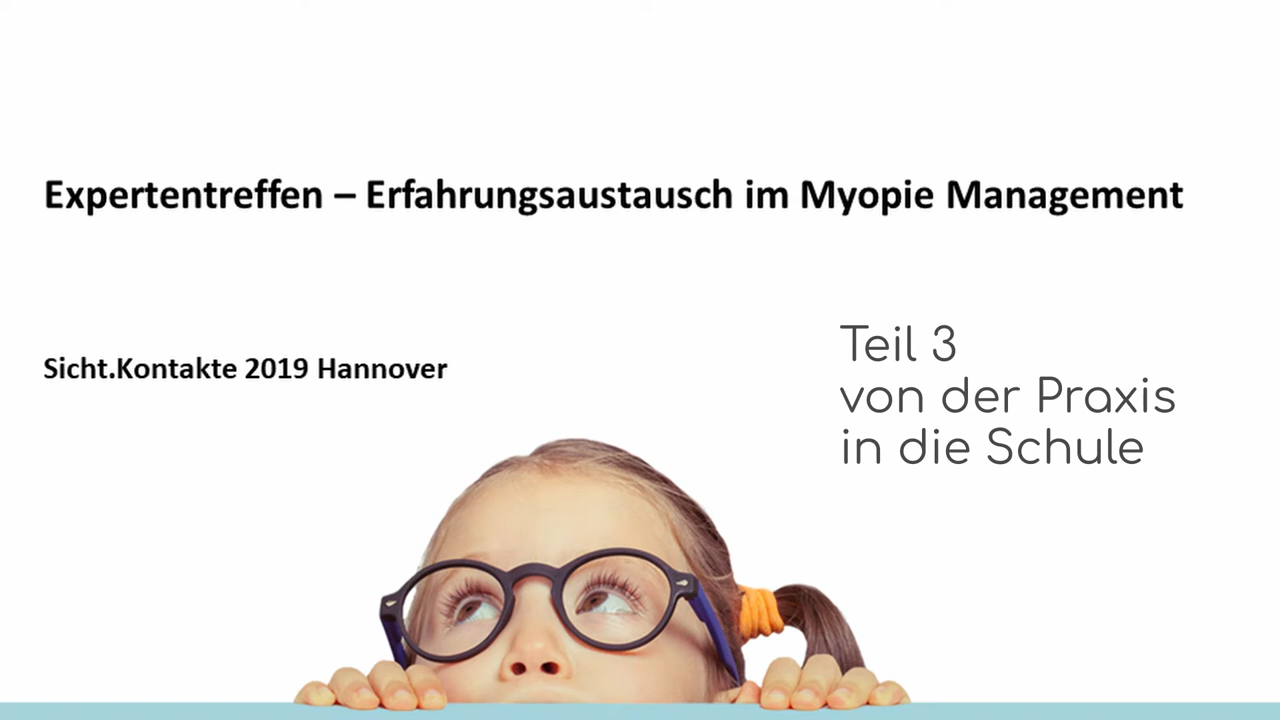 Expertentreffen – Erfahrungsaustausch im Myopie Management
Sicht.Kontakte 2019 Hannover
Teil 3
von der Praxis
in die Schule